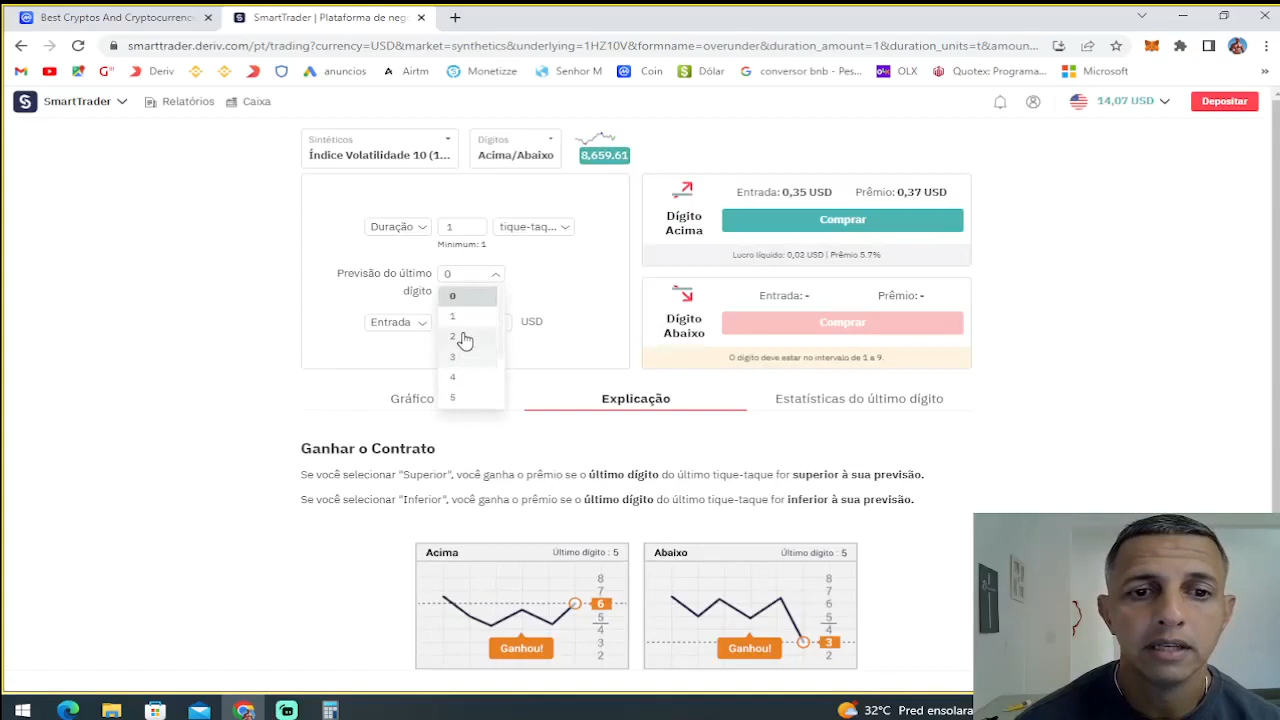 Best Cryptos And Cryptocurrenc
SmartTrader | Plataforma de neg
smarttrader.deriv.com/pt/trading?currency=USD&market=synthetics&underlying=1HZ10V&formname=overunder&duration_amount=1&duration_units=t&amoun...
Deriv
anuncios
Airtm
Monetizze
Senhor M
Coin
Dólar
conversor bnb - Pes...
OLX
Quotex: Programa...
Microsoft
SmartTrader
Relatórios
Caixa
14,07 USD
Depositar
Sintéticos
Índice Volatilidade 10 (1...
Dígitos
Acima/Abaixo
8,659.61
Duração
1
tique-taq...
Minimum: 1
Previsão do último
dígito
0
0
1
2
3
4
5
Entrada
USD
Dígito
Acima
Entrada: 0,35 USD
Prêmio: 0,37 USD
Comprar
Lucro líquido: 0,02 USD | Prêmio 5.7%
Dígito
Abaixo
Entrada: -
Prêmio: -
Comprar
O dígito deve estar no intervalo de 1 a 9.
Gráfico
Explicação
Estatísticas do último dígito
Ganhar o Contrato
Se você selecionar "Superior", você ganha o prêmio se o último dígito do último tique-taque for superior à sua previsão.
Se você selecionar "Inferior", você ganha o prêmio se o último dígito do último tique-taque for inferior à sua previsão.
Acima
Último dígito : 5
8
7
6
5
4
3
2
Ganhou!
Abaixo
Último dígito : 5
8
7
6
5
4
3
2
Ganhou!
32°C Pred ensolara